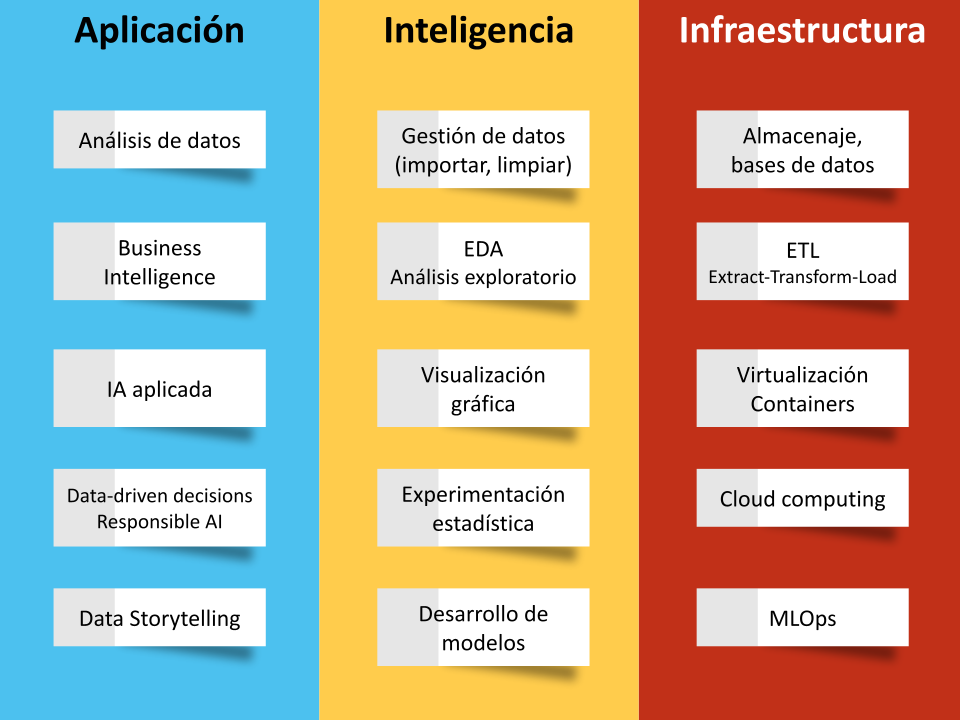 Aplicación
Análisis de datos
Business
Intelligence
IA aplicada
Data-driven decisions
Responsible AI
Data Storytelling
Inteligencia
Gestión de datos
(importar, limpiar)
EDA
Análisis exploratorio
Visualización
gráfica
Experimentación
estadística
Desarrollo de
modelos
Infraestructura
Almacenaje,
bases de datos
ETL
Extract-Transform-Load
Virtualización
Containers
Cloud computing
MLOps